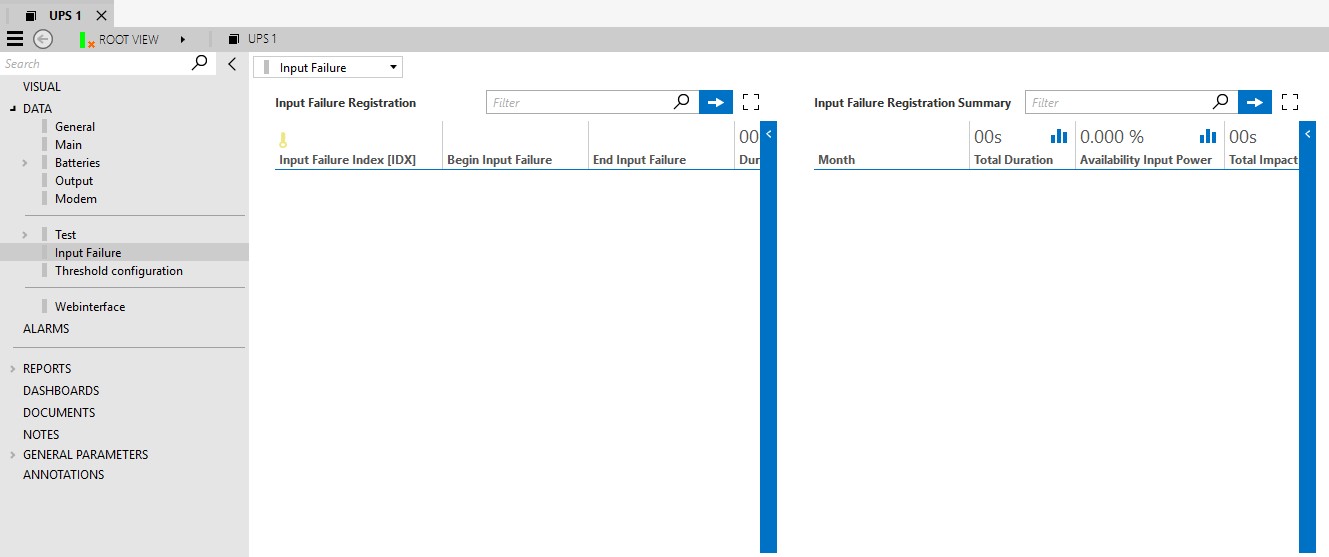 UPS 1
ROOT VIEW
UPS 1
Search
VISUAL
DATA
General
Main
Batteries
Output
Modem
Test
Input Failure
Threshold configuration
Webinterface
ALARMS
REPORTS
DASHBOARDS
DOCUMENTS
NOTES
GENERAL PARAMETERS
ANNOTATIONS
Input Failure
Input Failure Registration
Filter
00
Input Failure Index [IDX] Begin Input Failure End Input Failure Dur
Input Failure Registration Summary
Filter
00s 0.000 % 00s
Month Total Duration Availability Input Power Total Impact